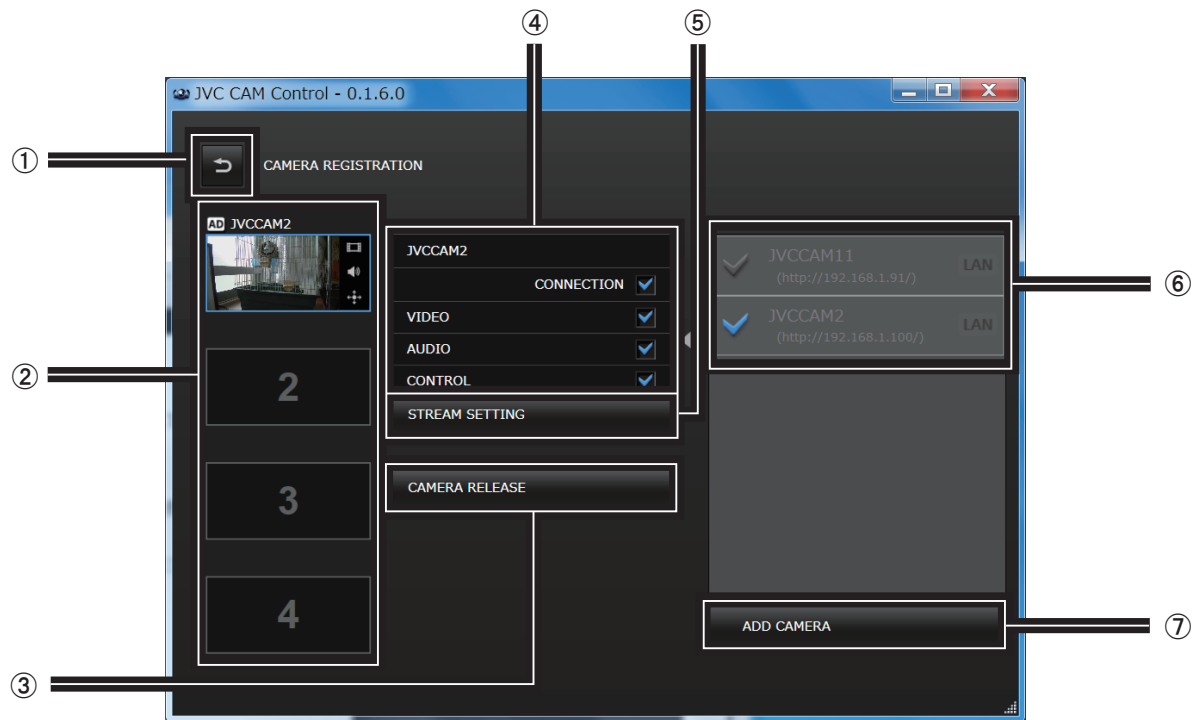 ④
⑤
JVC CAM Control - 0.1.6.0
①
CAMERA REGISTRATION
AD JVCCAM2
JVCCAM2
CONNECTION
VIDEO
AUDIO
CONTROL
STREAM SETTING
CAMERA RELEASE
JVCCAM11
(http://192.168.1.91/)
LAN
JVCCAM2
(http://192.168.1.100/)
LAN
⑥
②
2
3
4
ADD CAMERA
⑦
③